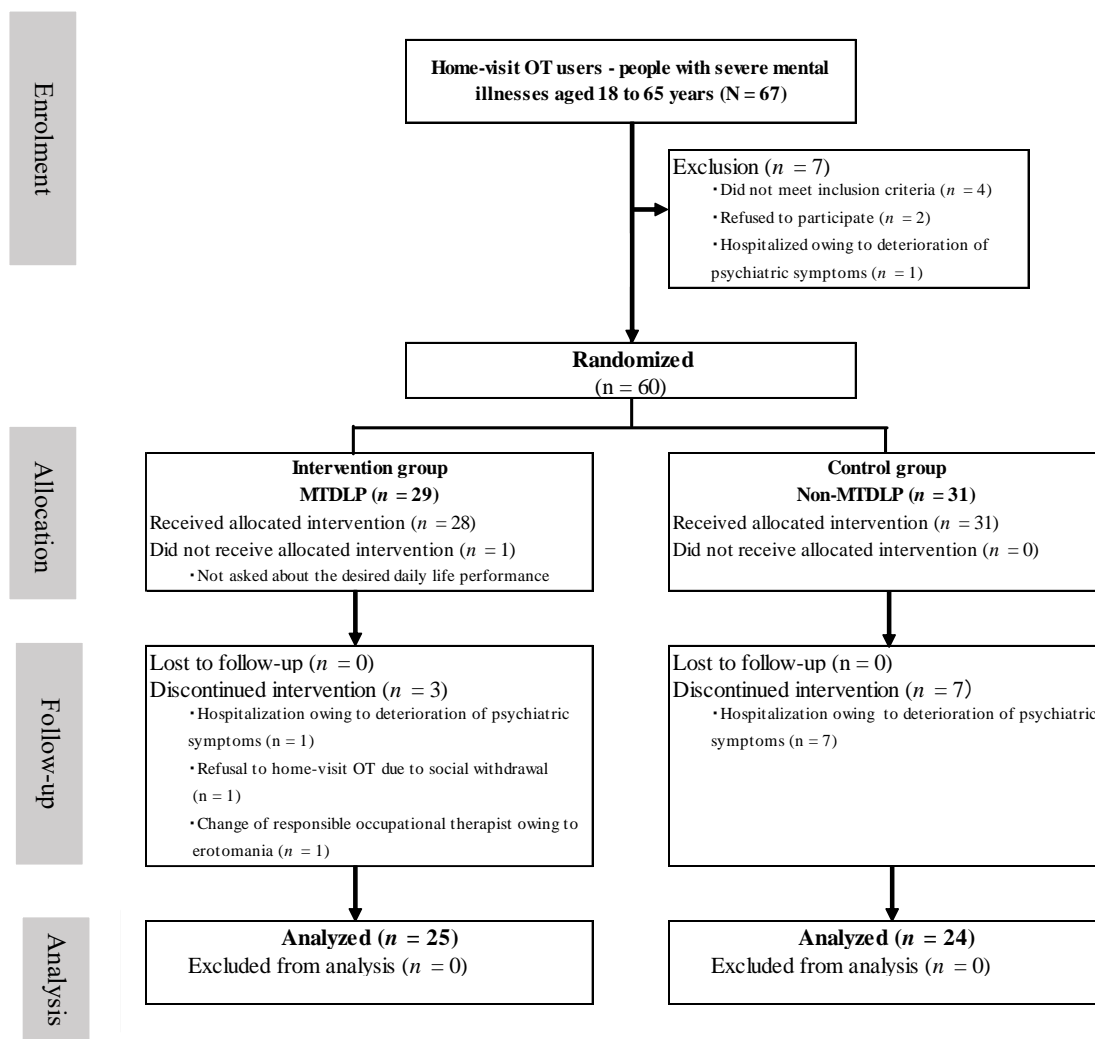 Enrolment
Home-visit OT users - people with severe mental
illnesses aged 18 to 65 years (N = 67)
Exclusion (n = 7)
・Did not meet inclusion criteria (n = 4)
・Refused to participate (n = 2)
・Hospitalized owing to deterioration of
psychiatric symptoms (n = 1)
Randomized
(n = 60)
Allocation
Intervention group
MTDLP (n = 29)
Received allocated intervention (n = 28)
Did not receive allocated intervention (n = 1)
・Not asked about the desired daily life performance
Control group
Non-MTDLP (n = 31)
Received allocated intervention (n = 31)
Did not receive allocated intervention (n = 0)
Follow-up
Lost to follow-up (n = 0)
Discontinued intervention (n = 3)
・Hospitalization owing to deterioration of psychiatric
symptoms (n = 1)
・Refusal to home-visit OT due to social withdrawal
(n = 1)
・Change of responsible occupational therapist owing to
erotomania (n = 1)
Lost to follow-up (n = 0)
Discontinued intervention (n = 7）
・Hospitalization owing to deterioration of psychiatric
symptoms (n = 7)
Analysis
Analyzed (n = 25)
Excluded from analysis (n = 0)
Analyzed (n = 24)
Excluded from analysis (n = 0)